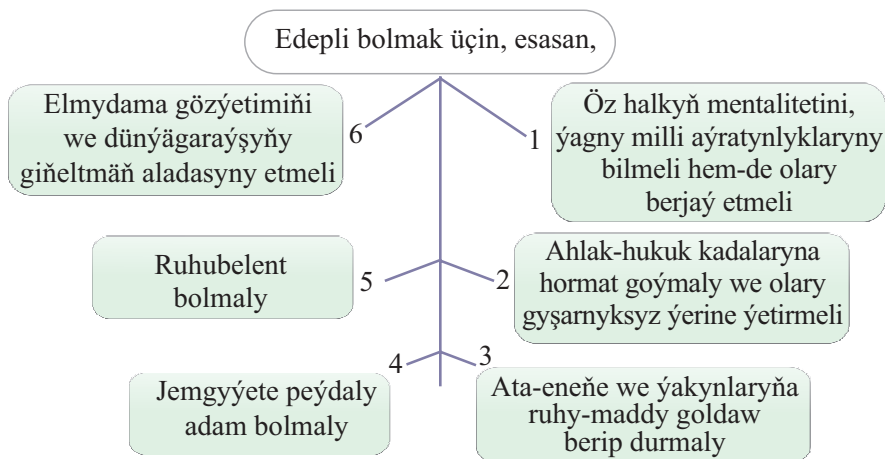 Edepli bolmak üçin, esasan,
1
Öz halkyň mentalitetini,
ýagny milli aýratynlyklaryny
bilmeli hem-de olary
berjaý etmeli
2
Ahlak-hukuk kadalaryna
hormat goýmaly we olary
gyşarnyksyz ýerine ýetirmeli
3
Ata-eneňe we ýakynlaryňa
ruhy-maddy goldaw
berip durmaly
4
Jemgyýete peýdaly
adam bolmaly
5
Ruhubelent
bolmaly
6
Elmydama gözýetimiňi
we dünýägaraýşyňy
giňeltmäň aladasyny etmeli